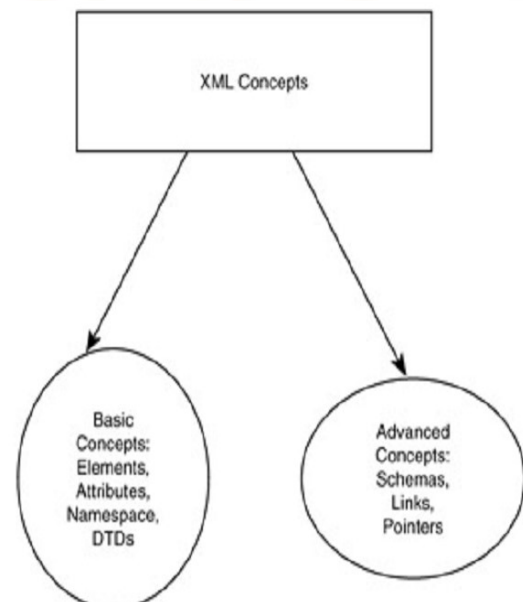 XML Concepts
Basic
Concepts:
Elements,
Attributes,
Namespace,
DTDs
Advanced
Concepts:
Schemas,
Links,
Pointers